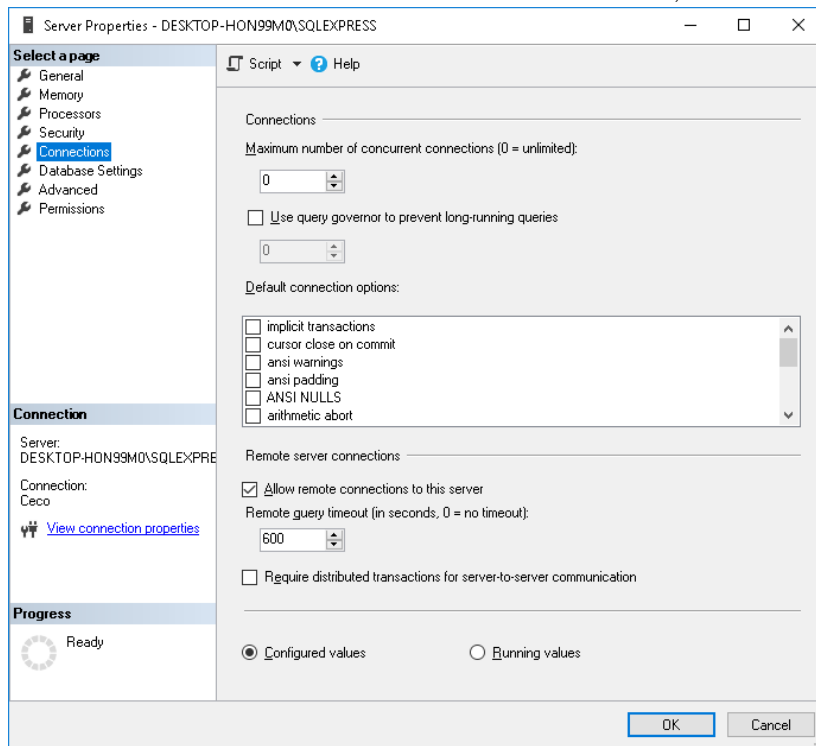 Server Properties - DESKTOP-HON99M0\SQLEXPRESS
Select a page
General
Memory
Processors
Security
Connections
Database Settings
Advanced
Permissions
Connection
Server:
DESKTOP-HON99M0\SQLEXPRE
Connection:
Ceco
View connection properties
Progress
Ready
Script
Help
Connections
Maximum number of concurrent connections (0 = unlimited):
0
Use query governor to prevent long-running queries
0
Default connection options:
implicit transactions
cursor close on commit
ansi warnings
ansi padding
ANSI NULLS
arithmetic abort
Remote server connections
Allow remote connections to this server
Remote query timeout (in seconds, 0 = no timeout):
600
Require distributed transactions for server-to-server communication
Configured values
Running values
OK
Cancel